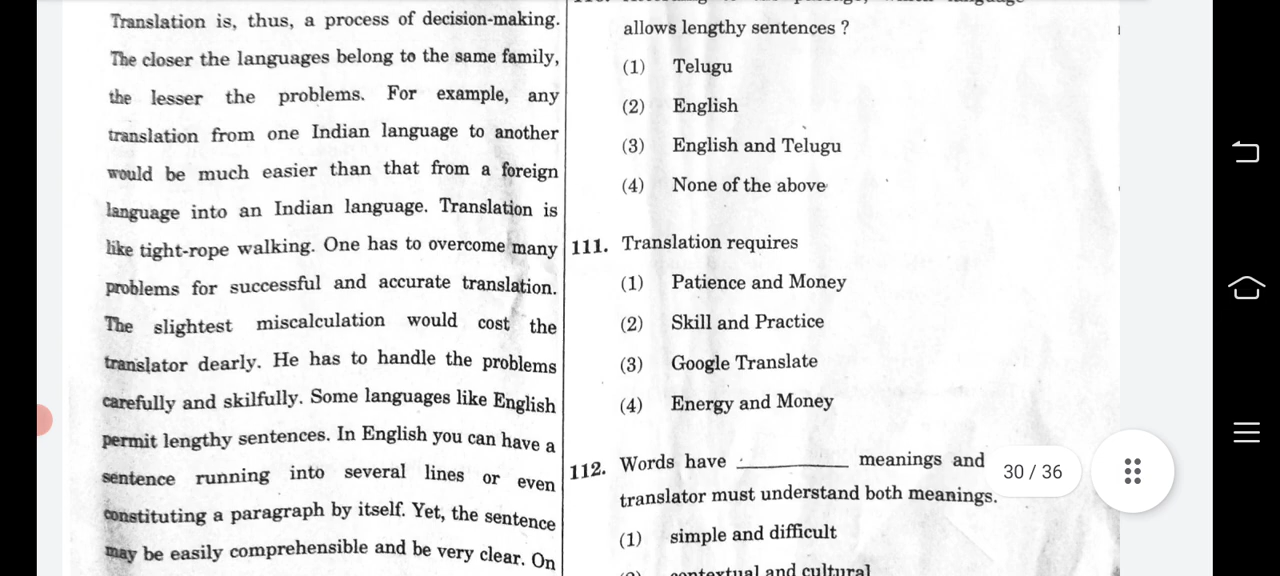 Translation is, thus, a process of decision-making.
The closer the languages belong to the same family,
the lesser the problems. For example, any
translation from one Indian language to another
would be much easier than that from a foreign
language into an Indian language. Translation is
like tight-rope walking. One has to overcome many
problems for successful and accurate translation.
The slightest miscalculation would cost the
translator dearly. He has to handle the problems
carefully and skilfully. Some languages like English
permit lengthy sentences. In English you can have a
sentence running into several lines or even
constituting a paragraph by itself. Yet, the sentence
may be easily comprehensible and be very clear. On
allows lengthy sentences ?
(1) Telugu
(2) English
(3) English and Telugu
(4) None of the above
111. Translation requires
(1) Patience and Money
(2) Skill and Practice
(3) Google Translate
(4) Energy and Money
112. Words have __________ meanings and
translator must understand both meanings.
(1) simple and difficult
contextual and cultural
30 / 36